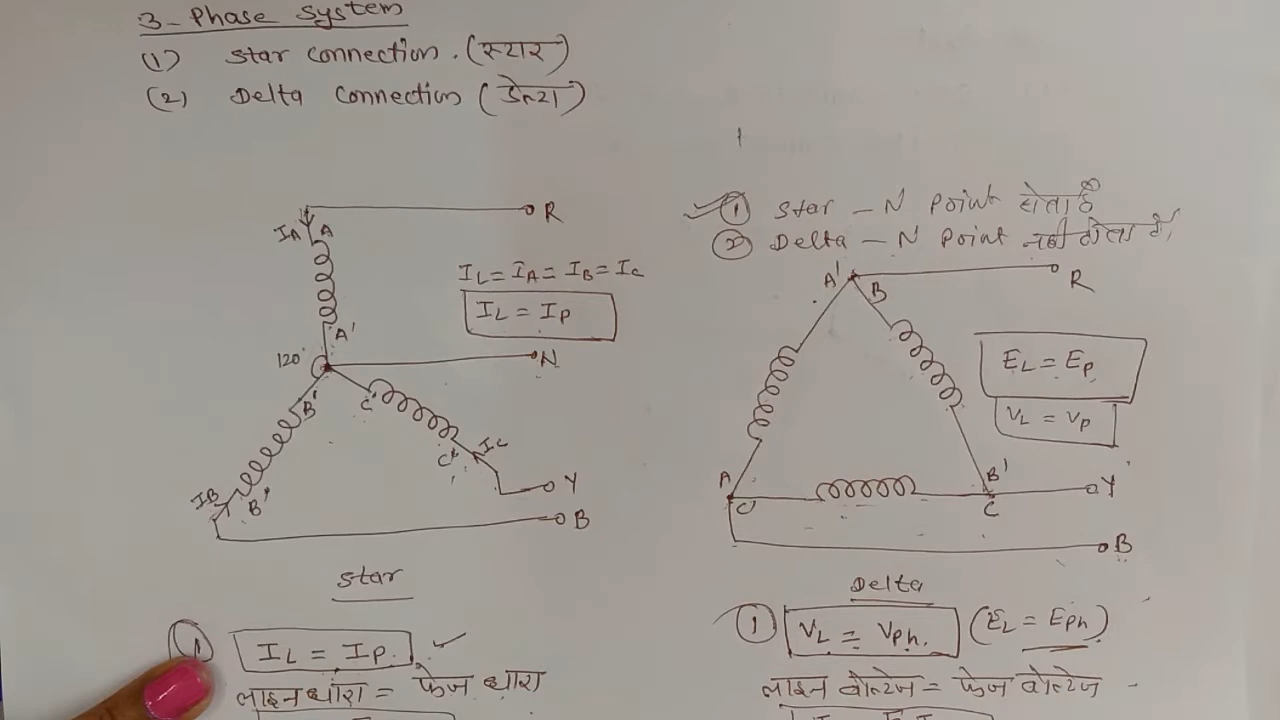 3-Phase System
(1) Star connection. (स्टार)
(2) Delta connection (डेल्टा)
① Star - N point होता है
② Delta - N point नही होता है,
IA A
R
IL = IA = IB = IC
IL = IP
A'
120°
N
B'
C'
IC
C
IB
B
Y
B
Star
A'
B
R
EL = EP
VL = VP
A
C'
B'
C
Y
B
Delta
① IL = IP.
लाइन धारा = फेज धारा
① VL = Vph. (EL = Eph)
लाइन वोल्टेज = फेज वोल्टेज